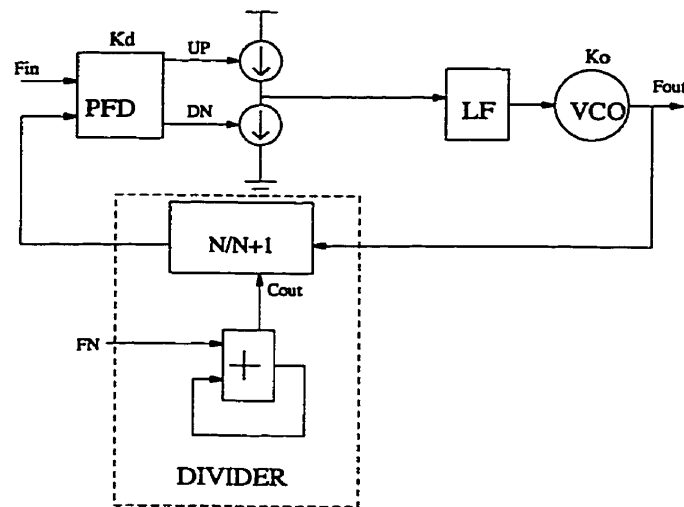 Kd
UP
Ko
Fin
PFD
DN
LF
VCO
Fout
N/N+1
Cout
FN
+
DIVIDER